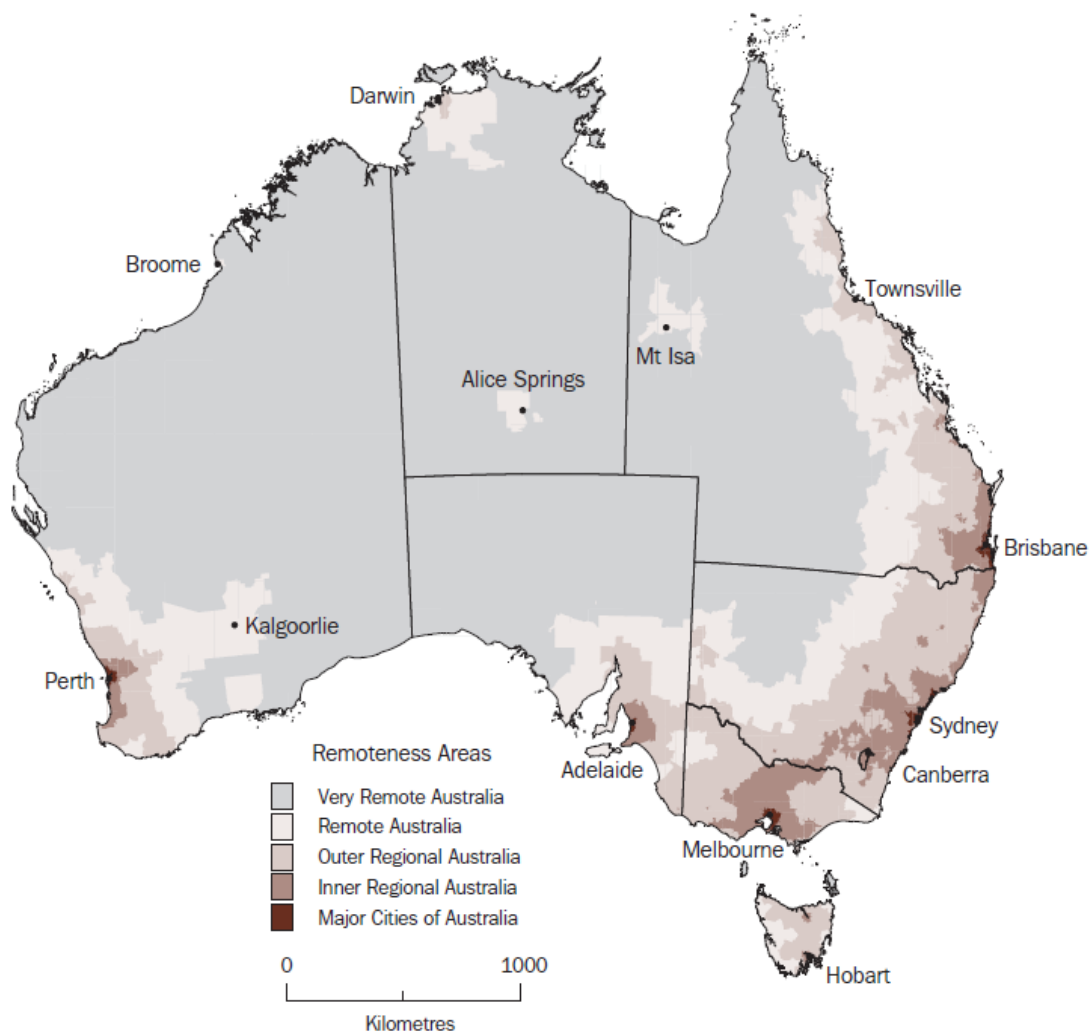 Darwin
Broome
Townsville
Mt Isa
Alice Springs
Brisbane
Kalgoorlie
Perth
Sydney
Remoteness Areas
Adelaide
Canberra
Very Remote Australia
Remote Australia
Melbourne
Outer Regional Australia
Inner Regional Australia
Major Cities of Australia
0 1000
Hobart
Kilometres